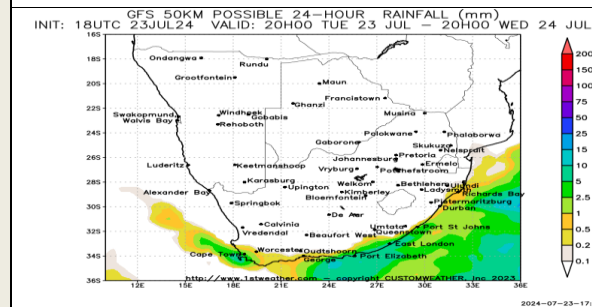 GFS 50KM POSSIBLE 24-HOUR RAINFALL (mm)
INIT: 18UTC 23JUL24 VALID: 20H00 TUE 23 JUL - 20H00 WED 24 JUL
16S
18S
20S
22S
24S
26S
28S
30S
32S
34S
36S
Ondangwa
Rundu
Grootfontein
Maun
Francistown
Ghanzi
Musina
Swakopmund
Walvis Bay
Windhoek
Gobabis
Rehoboth
Polokwane
Phalaborwa
Gaborone
Skukuza
Nelspruit
Johannesburg
Pretoria
Luderitz
Keetmanshoop
Vryburg
Potchefstroom
Ermelo
Karasburg
Upington
Welkom
Bethlehem
Ulundi
Alexander Bay
Kimberley
Ladysmith
Richards Bay
Springbok
Bloemfontein
Pietermaritzburg
Durban
De Aar
Calvinia
Vredendal
Beaufort West
Umtata
Queenstown
Port St Johns
East London
Cape Town
Worcester
Oudtshoorn
George
Port Elizabeth
http://www.1stweather.com - copyright CUSTOMWEATHER, Inc 2023
12E 15E 18E 21E 24E 27E 30E 33E 36E
200
150
100
75
50
25
15
10
5
2.5
1
0.5
0.2
0.1
2024-07-23-17: